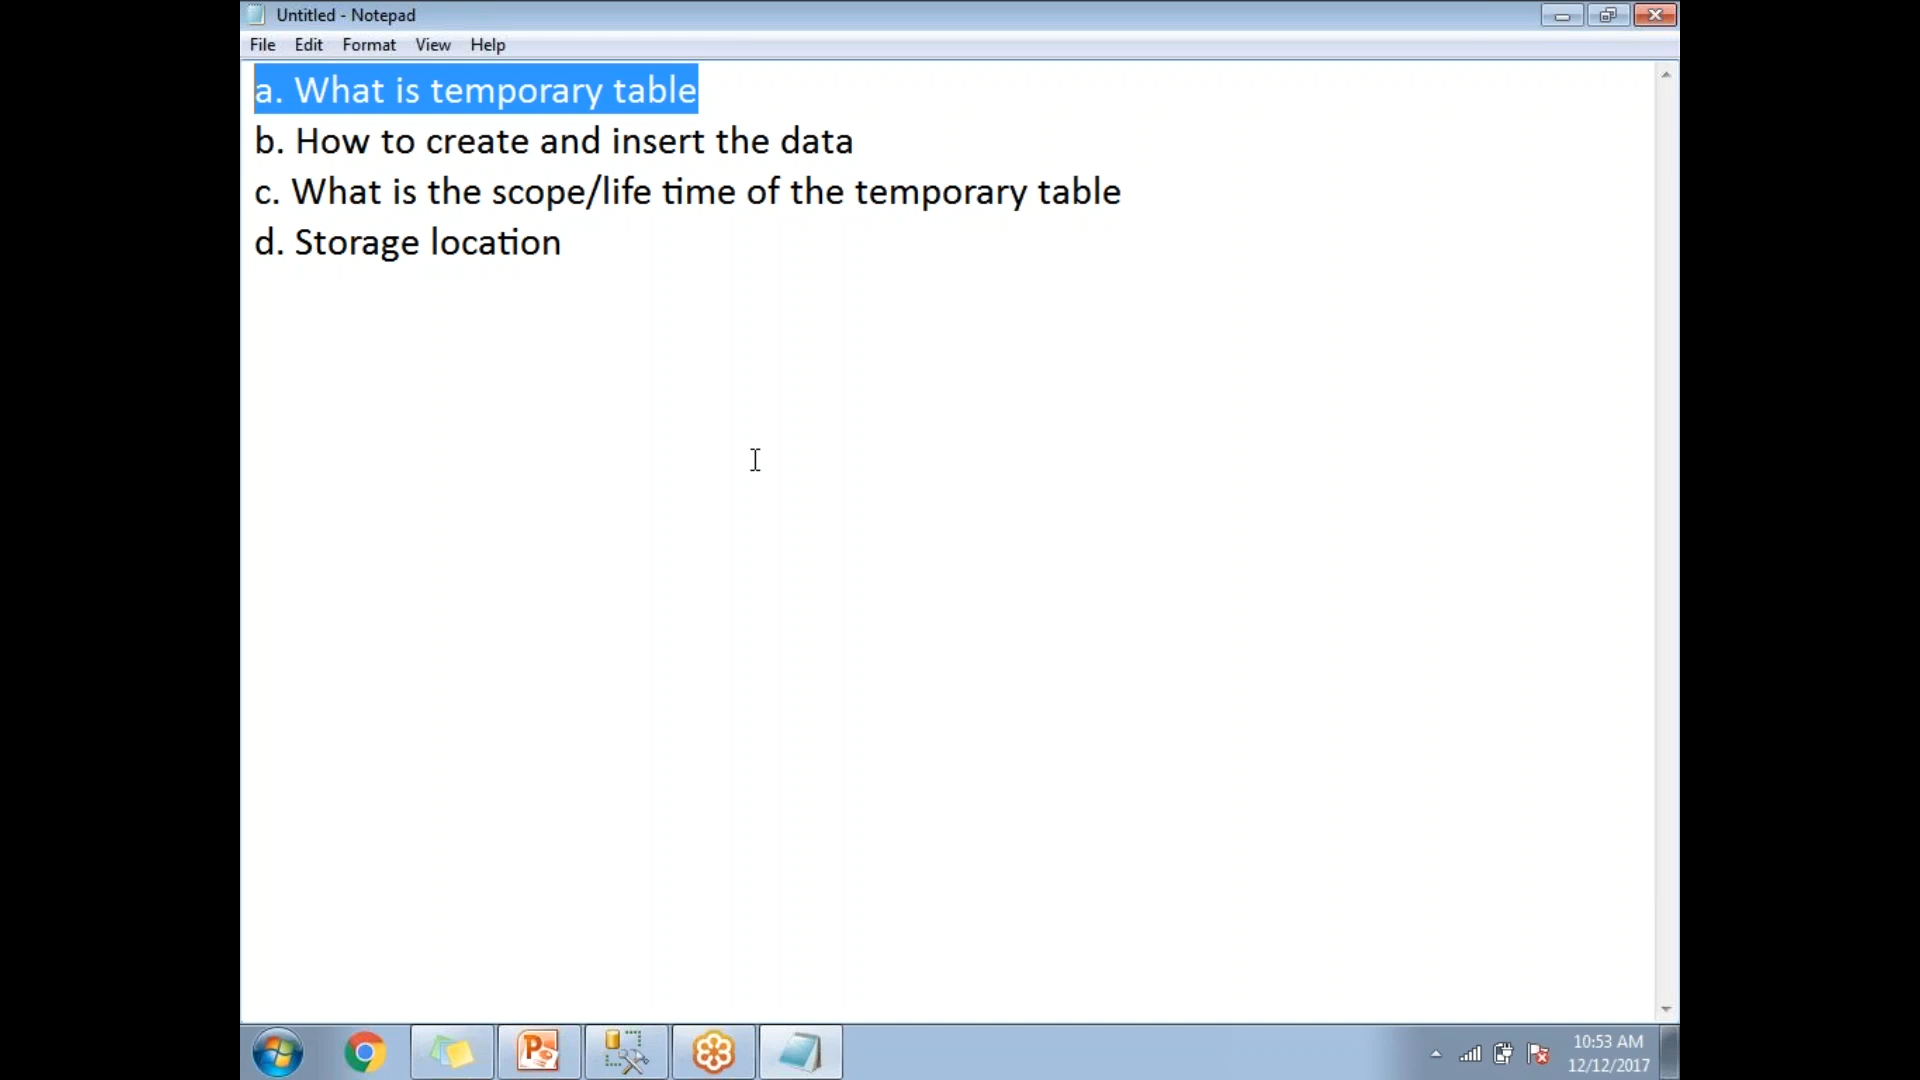 Untitled - Notepad
File Edit Format View Help
a. What is temporary table
b. How to create and insert the data
c. What is the scope/life time of the temporary table
d. Storage location
10:53 AM
12/12/2017